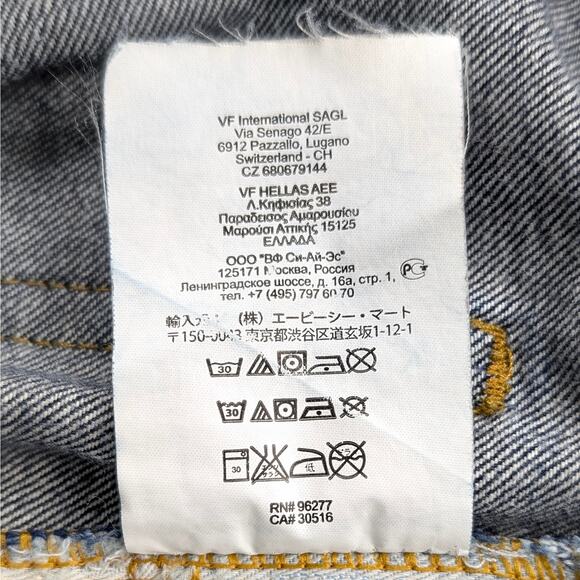 VF International SAGL
Via Senago 42/E
6912 Pazzallo, Lugano
Switzerland - CH
CZ 680679144
VF HELLAS AEE
Λ.Κηφισίας 38
Παραδεισος Αμαρουσίου
Μαρούσι Αττικής 15125
ΕΛΛΑΔΑ
ООО "ВФ Си-Ай-Эс"
125171 Москва, Россия
Ленинградское шоссе, д. 16а, стр. 1,
тел. +7 (495) 797 60 70
(株) エービーシー・マート
東京都渋谷区道玄坂1-12-1
30
30
30 低
RN# 96277
CA# 30516